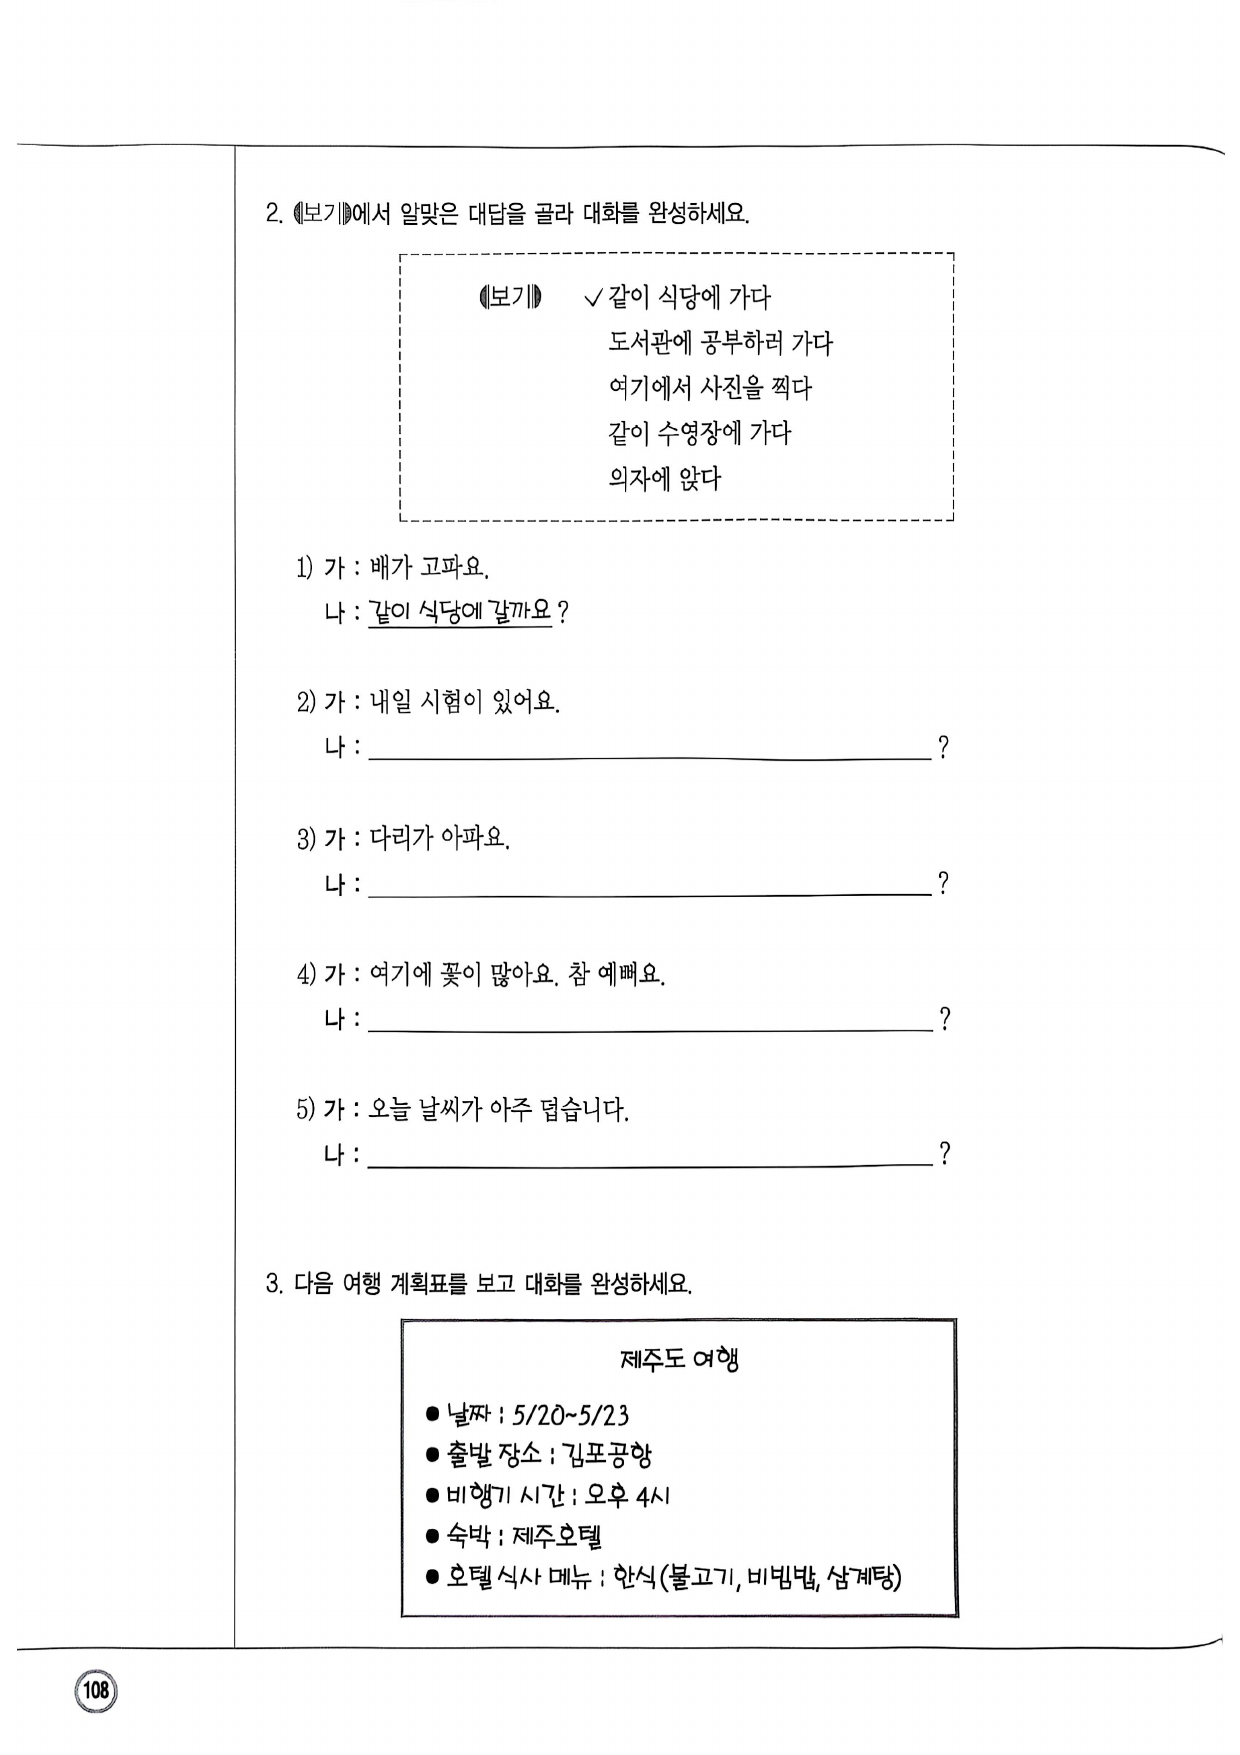 2. 《보기》에서 알맞은 대답을 골라 대화를 완성하세요.
《보기》 ✓같이 식당에 가다
도서관에 공부하러 가다
여기에서 사진을 찍다
같이 수영장에 가다
의자에 앉다
1) 가 : 배가 고파요.
나 : 같이 식당에 갈까요?
2) 가 : 내일 시험이 있어요.
나 : ?
3) 가 : 다리가 아파요.
나 : ?
4) 가 : 여기에 꽃이 많아요. 참 예뻐요.
나 : ?
5) 가 : 오늘 날씨가 아주 덥습니다.
나 : ?
3. 다음 여행 계획표를 보고 대화를 완성하세요.
제주도 여행
● 날짜 : 5/20~5/23
● 출발 장소 : 김포공항
● 비행기 시간 : 오후 4시
● 숙박 : 제주호텔
● 호텔 식사 메뉴 : 한식(불고기, 비빔밥, 삼계탕)
108